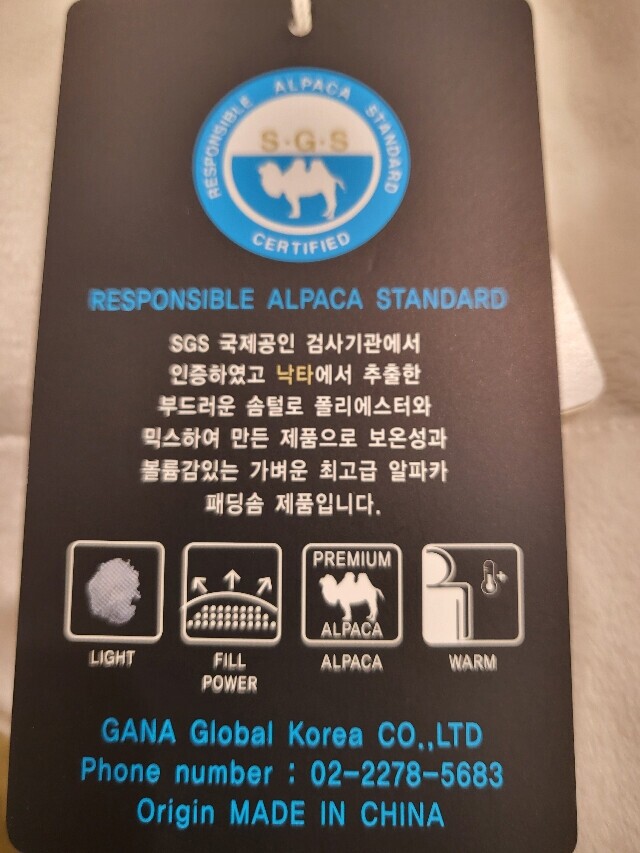 RESPONSIBLE ALPACA STANDARD
S·G·S
CERTIFIED
RESPONSIBLE ALPACA STANDARD
SGS 국제공인 검사기관에서
인증하였고 낙타에서 추출한
부드러운 솜털로 폴리에스터와
믹스하여 만든 제품으로 보온성과
볼륨감있는 가벼운 최고급 알파카
패딩솜 제품입니다.
LIGHT
FILL
POWER
PREMIUM
ALPACA
ALPACA
WARM
GANA Global Korea CO.,LTD
Phone number : 02-2278-5683
Origin MADE IN CHINA